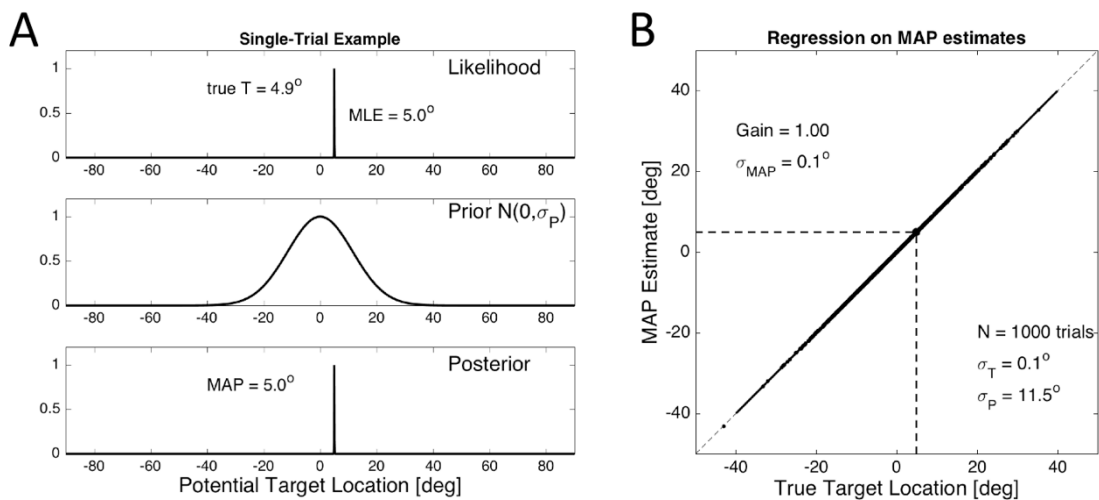 A
Single-Trial Example
1
0.5
0
Likelihood
true T = 4.9°
MLE = 5.0°
-80 -60 -40 -20 0 20 40 60 80
1
0.5
0
Prior N(0,σP)
-80 -60 -40 -20 0 20 40 60 80
1
0.5
0
Posterior
MAP = 5.0°
-80 -60 -40 -20 0 20 40 60 80
Potential Target Location [deg]
B
Regression on MAP estimates
MAP Estimate [deg]
40
20
0
-20
-40
Gain = 1.00
σMAP = 0.1°
N = 1000 trials
σT = 0.1°
σP = 11.5°
-40 -20 0 20 40
True Target Location [deg]